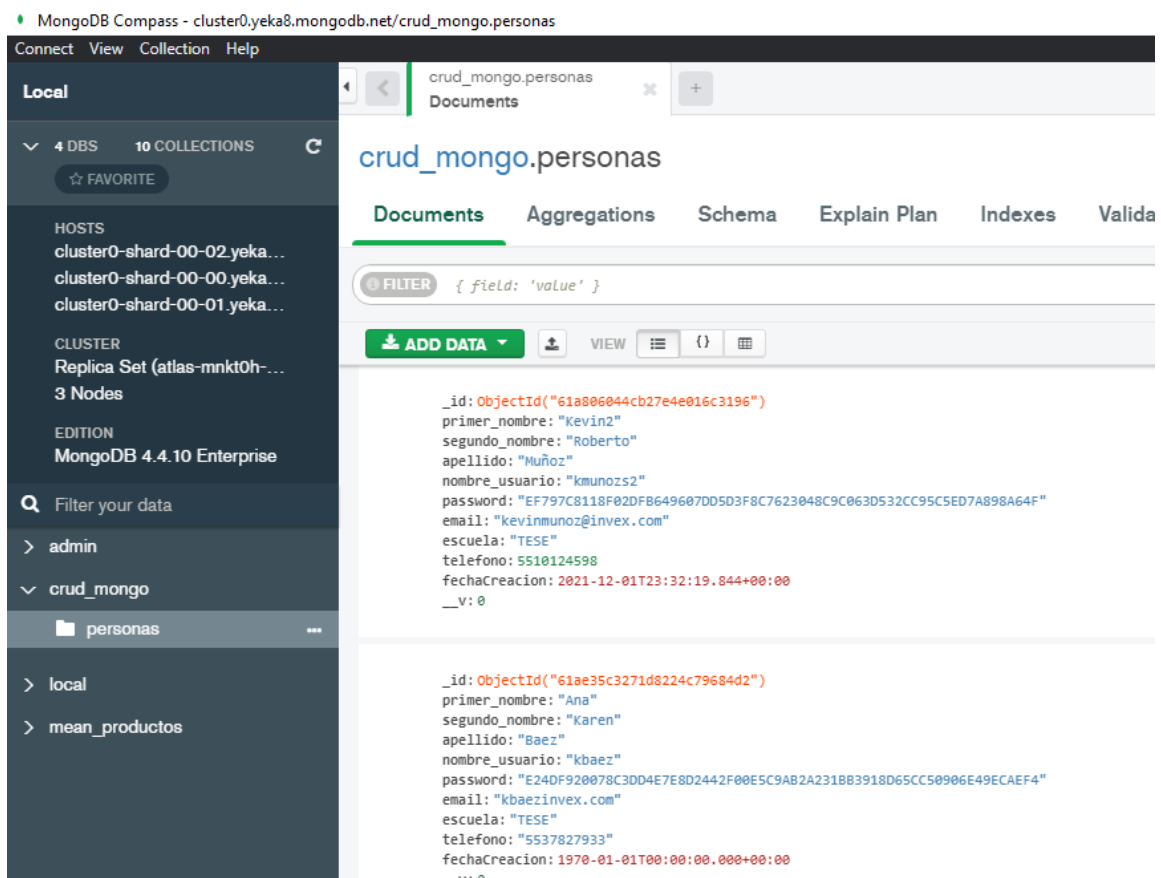 MongoDB Compass - cluster0.yeka8.mongodb.net/crud_mongo.personas
Connect View Collection Help
Local
4 DBS 10 COLLECTIONS
FAVORITE
HOSTS
cluster0-shard-00-02.yeka...
cluster0-shard-00-00.yeka...
cluster0-shard-00-01.yeka...
CLUSTER
Replica Set (atlas-mnkt0h-...
3 Nodes
EDITION
MongoDB 4.4.10 Enterprise
Filter your data
admin
crud_mongo
personas
local
mean_productos
crud_mongo.personas
Documents
crud_mongo.personas
Documents Aggregations Schema Explain Plan Indexes Valida
FILTER { field: 'value' }
ADD DATA VIEW {}
_id: ObjectId("61a806044cb27e4e016c3196")
primer_nombre: "Kevin2"
segundo_nombre: "Roberto"
apellido: "Muñoz"
nombre_usuario: "kmunozs2"
password: "EF797C8118F02DFB649607DD5D3F8C7623048C9C063D532CC95C5ED7A898A64F"
email: "kevinmunoz@invex.com"
escuela: "TESE"
telefono: 5510124598
fechaCreacion: 2021-12-01T23:32:19.844+00:00
__v: 0
_id: ObjectId("61ae35c3271d8224c79684d2")
primer_nombre: "Ana"
segundo_nombre: "Karen"
apellido: "Baez"
nombre_usuario: "kbaez"
password: "E24DF920078C3DD4E7E8D2442F00E5C9AB2A231BB3918D65CC50906E49ECAEF4"
email: "kbaezinvex.com"
escuela: "TESE"
telefono: "5537827933"
fechaCreacion: 1970-01-01T00:00:00.000+00:00